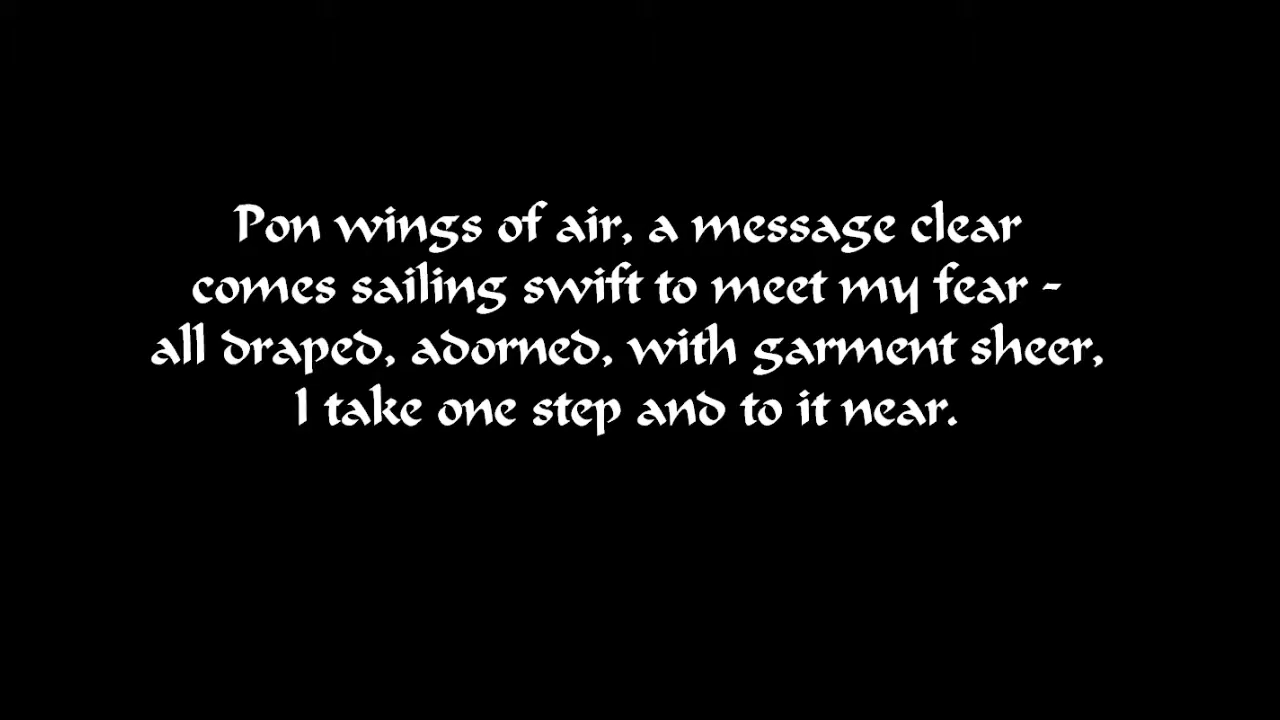 Pon wings of air, a message clear
comes sailing swift to meet my fear -
all draped, adorned, with garment sheer,
I take one step and to it near.